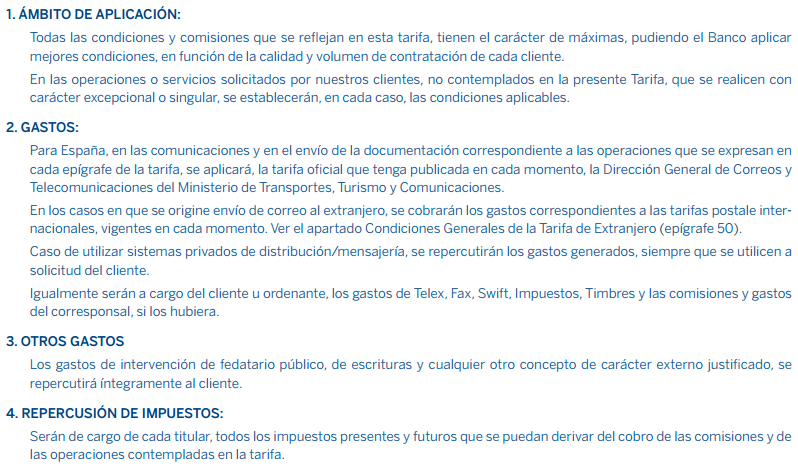 1. ÁMBITO DE APLICACIÓN:
Todas las condiciones y comisiones que se reflejan en esta tarifa, tienen el carácter de máximas, pudiendo el Banco aplicar
mejores condiciones, en función de la calidad y volumen de contratación de cada cliente.
En las operaciones o servicios solicitados por nuestros clientes, no contemplados en la presente Tarifa, que se realicen con
carácter excepcional o singular, se establecerán, en cada caso, las condiciones aplicables.
2. GASTOS:
Para España, en las comunicaciones y en el envío de la documentación correspondiente a las operaciones que se expresan en
cada epígrafe de la tarifa, se aplicará, la tarifa oficial que tenga publicada en cada momento, la Dirección General de Correos y
Telecomunicaciones del Ministerio de Transportes, Turismo y Comunicaciones.
En los casos en que se origine envío de correo al extranjero, se cobrarán los gastos correspondientes a las tarifas postale inter-
nacionales, vigentes en cada momento. Ver el apartado Condiciones Generales de la Tarifa de Extranjero (epígrafe 50).
Caso de utilizar sistemas privados de distribución/mensajería, se repercutirán los gastos generados, siempre que se utilicen a
solicitud del cliente.
Igualmente serán a cargo del cliente u ordenante, los gastos de Telex, Fax, Swift, Impuestos, Timbres y las comisiones y gastos
del corresponsal, si los hubiera.
3. OTROS GASTOS
Los gastos de intervención de fedatario público, de escrituras y cualquier otro concepto de carácter externo justificado, se
repercutirá íntegramente al cliente.
4. REPERCUSIÓN DE IMPUESTOS:
Serán de cargo de cada titular, todos los impuestos presentes y futuros que se puedan derivar del cobro de las comisiones y de
las operaciones contempladas en la tarifa.